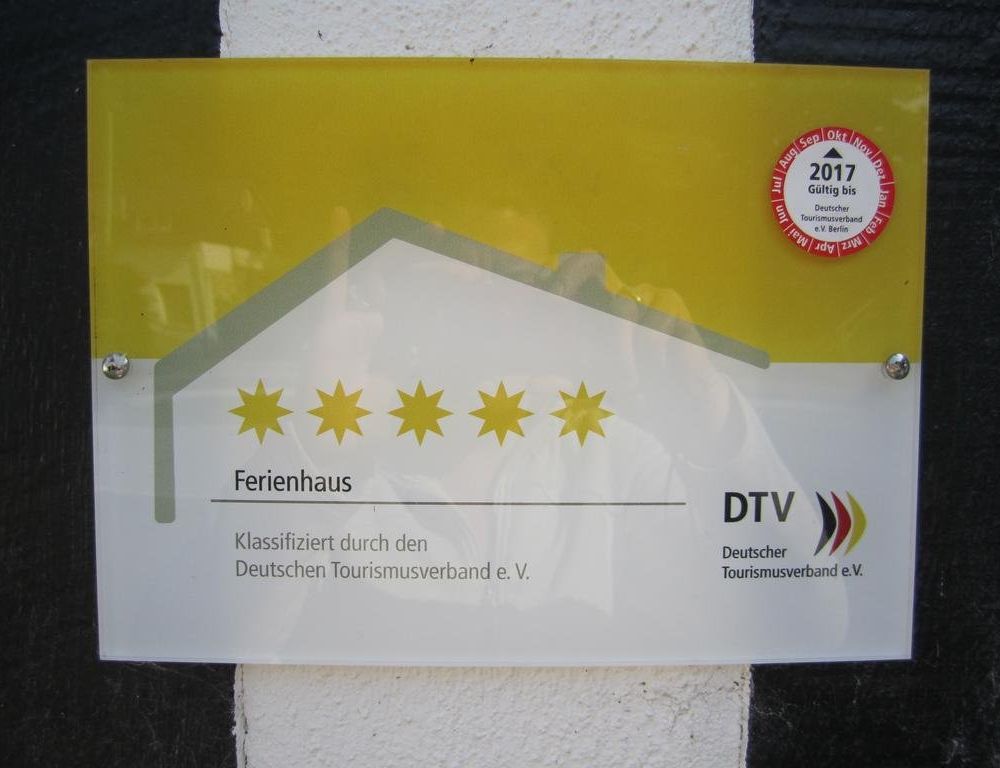 Jan Feb Mrz Apr Mai Jun Jul Aug Sep Okt Nov Dez
2017
Gültig bis
Deutscher
Tourismusverband
e.V. Berlin
Ferienhaus
Klassifiziert durch den
Deutschen Tourismusverband e. V.
DTV
Deutscher
Tourismusverband e.V.